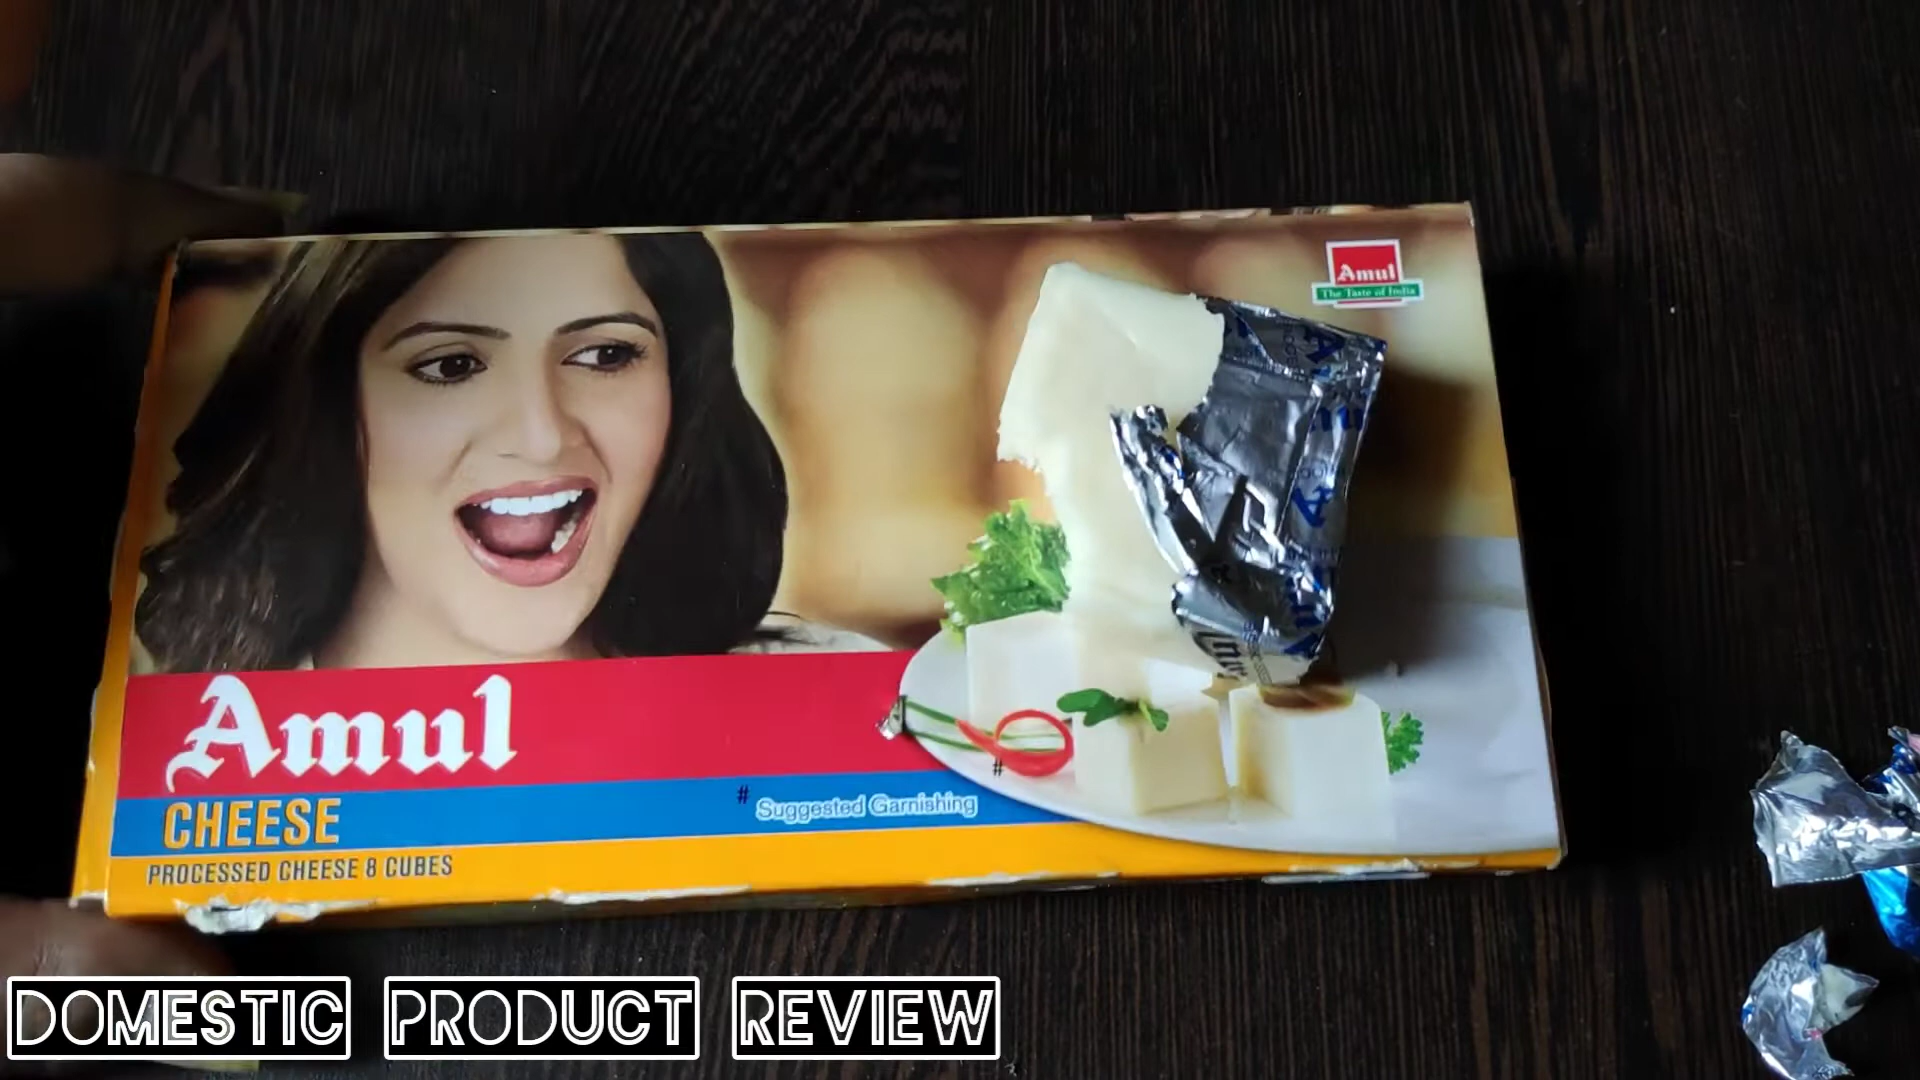 Amul
The Taste of India
Amul
CHEESE
# Suggested Garnishing
#
PROCESSED CHEESE 8 CUBES
DOMESTIC PRODUCT REVIEW